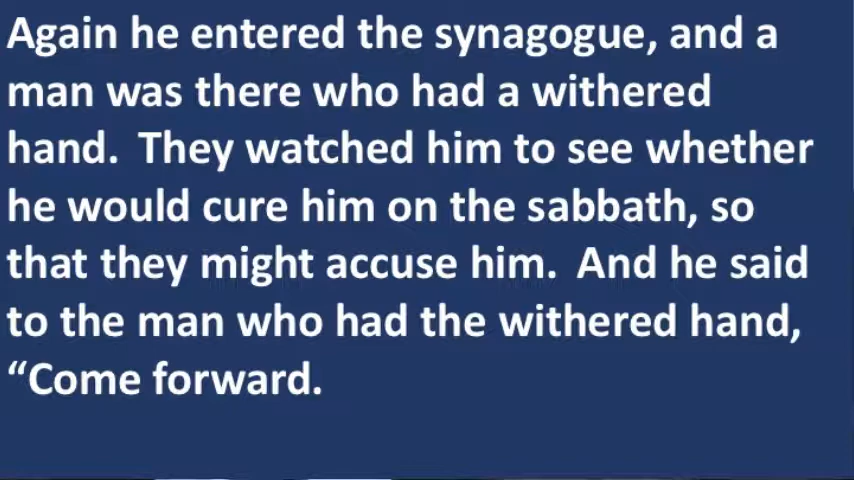 Again he entered the synagogue, and a
man was there who had a withered
hand.  They watched him to see whether
he would cure him on the sabbath, so
that they might accuse him.  And he said
to the man who had the withered hand,
“Come forward.